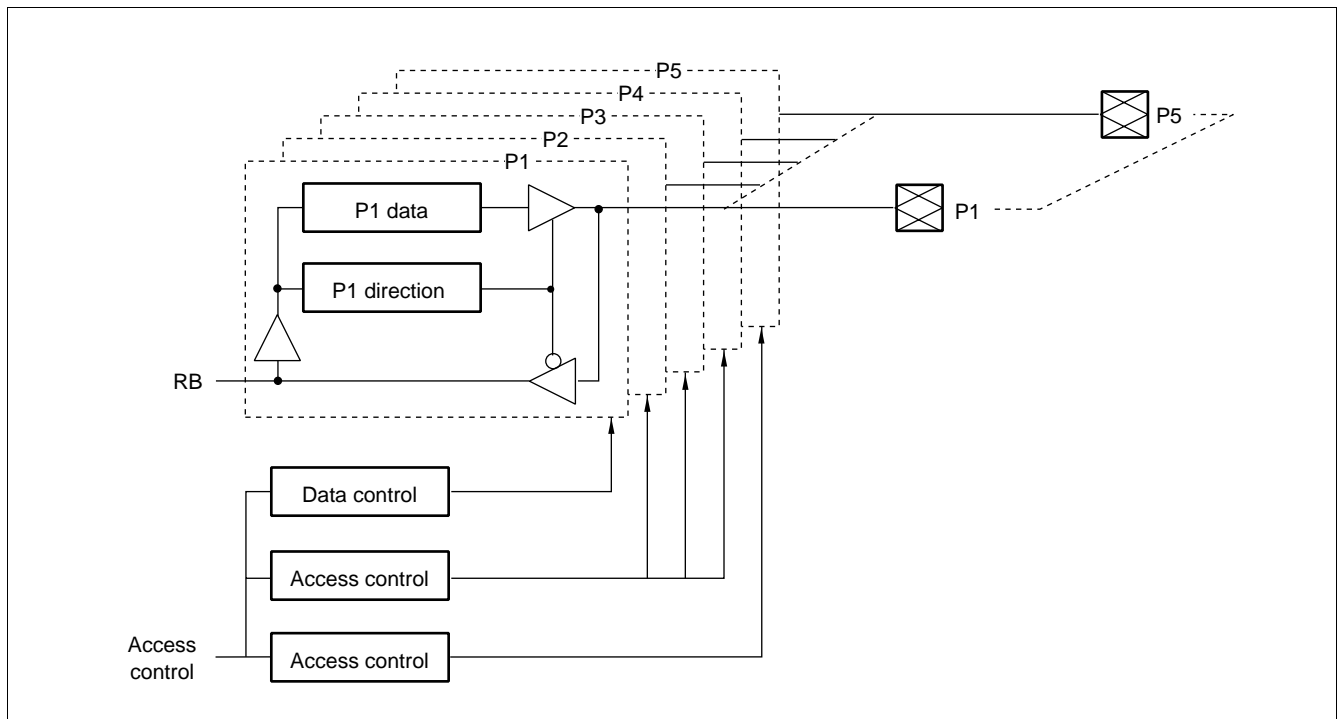 P5
P4
P3
P2
P1
P5
P1 data
P1
P1 direction
RB
Data control
Access control
Access
control
Access control